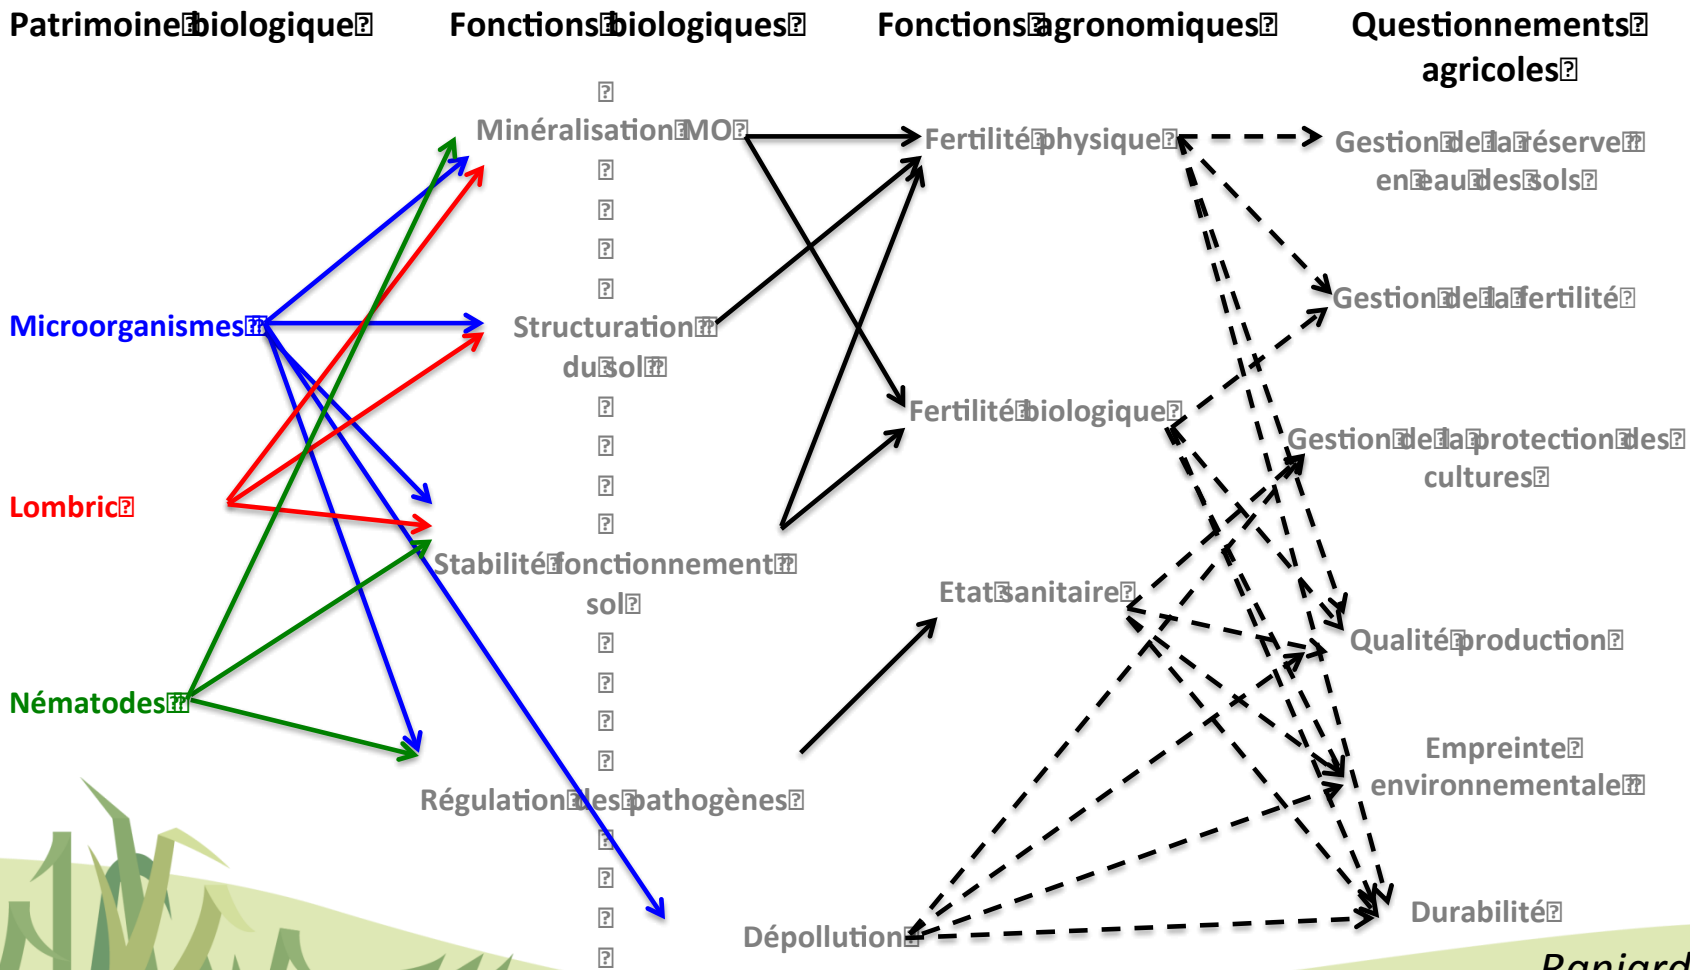 Patrimoine biologique
Fonctions biologiques
Fonctions agronomiques
Questionnements
agricoles
Minéralisation MO
Fertilité physique
Gestion de la réserve
en eau des sols
Gestion de la fertilité
Microorganismes
Structuration
du sol
Fertilité biologique
Gestion de la protection des
cultures
Lombric
Stabilité fonctionnement
sol
Etat sanitaire
Qualité production
Nématodes
Empreinte
environnementale
Régulation des pathogènes
Durabilité
Dépollution
Ranjard